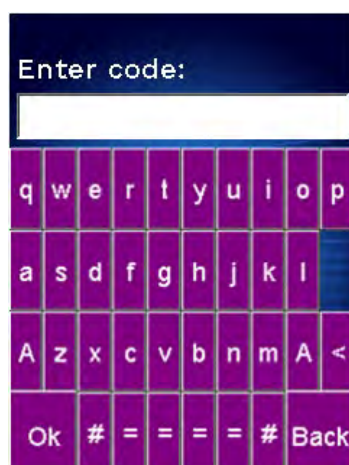 Enter code:
q w e r t y u i o p
a s d f g h j k l
A z x c v b n m A <
Ok # = = = = # Back